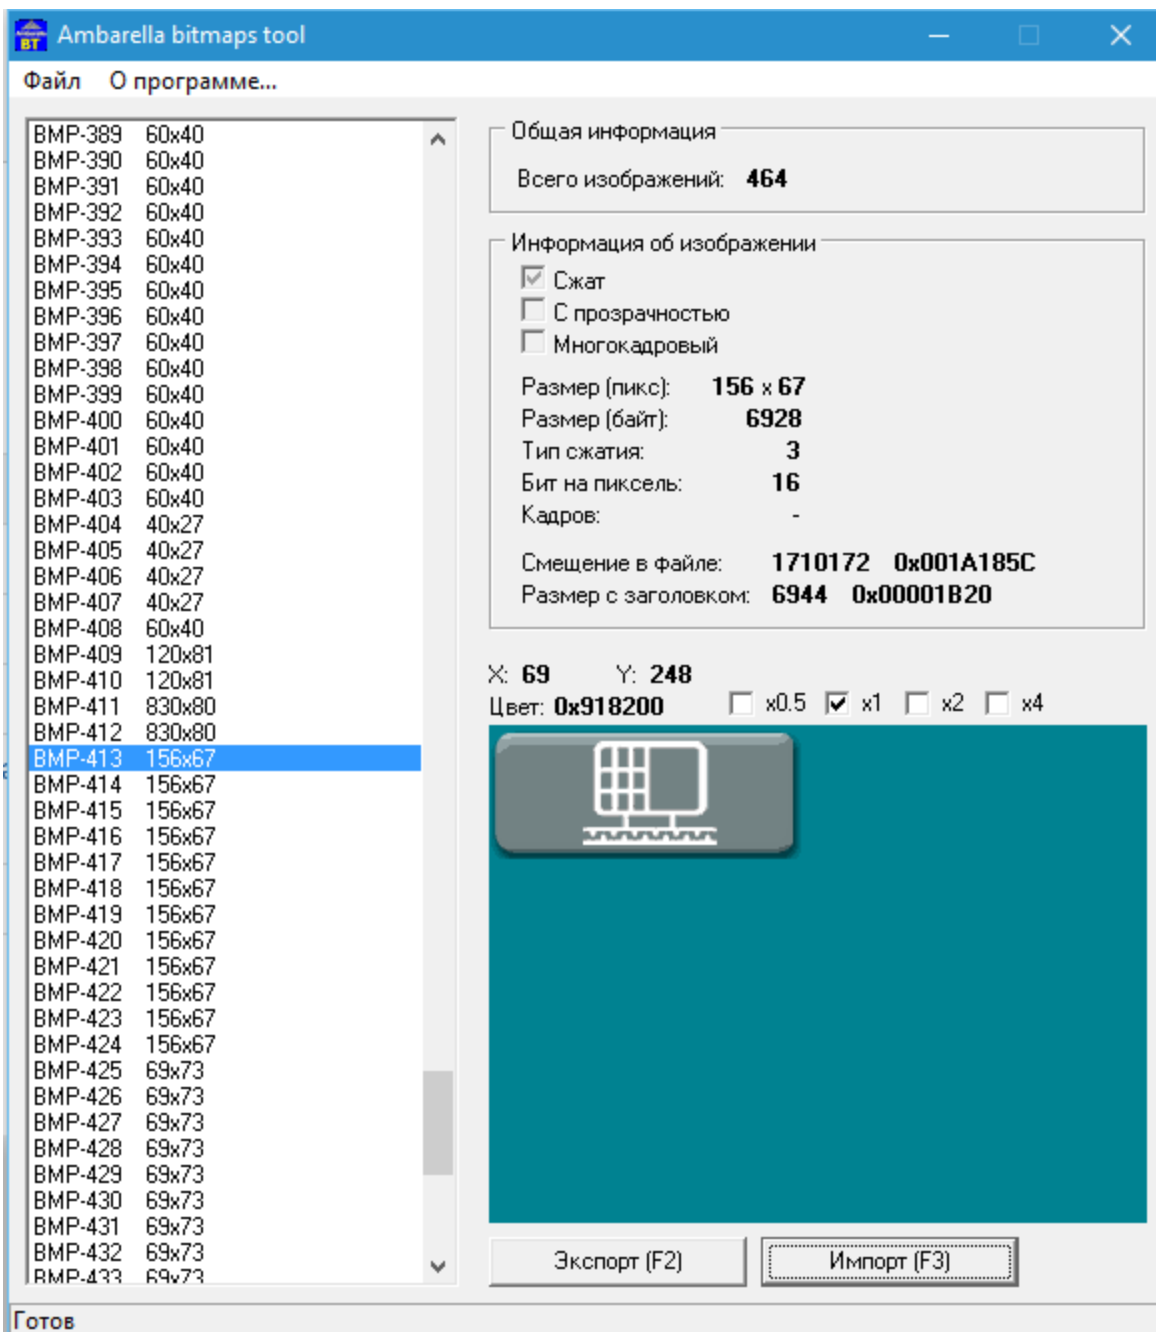 Ambarella bitmaps tool
Файл О программе...
BMP-389 60x40
BMP-390 60x40
BMP-391 60x40
BMP-392 60x40
BMP-393 60x40
BMP-394 60x40
BMP-395 60x40
BMP-396 60x40
BMP-397 60x40
BMP-398 60x40
BMP-399 60x40
BMP-400 60x40
BMP-401 60x40
BMP-402 60x40
BMP-403 60x40
BMP-404 40x27
BMP-405 40x27
BMP-406 40x27
BMP-407 40x27
BMP-408 60x40
BMP-409 120x81
BMP-410 120x81
BMP-411 830x80
BMP-412 830x80
BMP-413 156x67
BMP-414 156x67
BMP-415 156x67
BMP-416 156x67
BMP-417 156x67
BMP-418 156x67
BMP-419 156x67
BMP-420 156x67
BMP-421 156x67
BMP-422 156x67
BMP-423 156x67
BMP-424 156x67
BMP-425 69x73
BMP-426 69x73
BMP-427 69x73
BMP-428 69x73
BMP-429 69x73
BMP-430 69x73
BMP-431 69x73
BMP-432 69x73
BMP-433 69x73
Общая информация
Всего изображений: 464
Информация об изображении
Сжат
С прозрачностью
Многокадровый
Размер (пикс): 156 x 67
Размер (байт): 6928
Тип сжатия: 3
Бит на пиксель: 16
Кадров: -
Смещение в файле: 1710172 0x001A185C
Размер с заголовком: 6944 0x00001B20
X: 69 Y: 248
Цвет: 0x918200 x0.5 x1 x2 x4
Экспорт (F2) Импорт (F3)
Готов